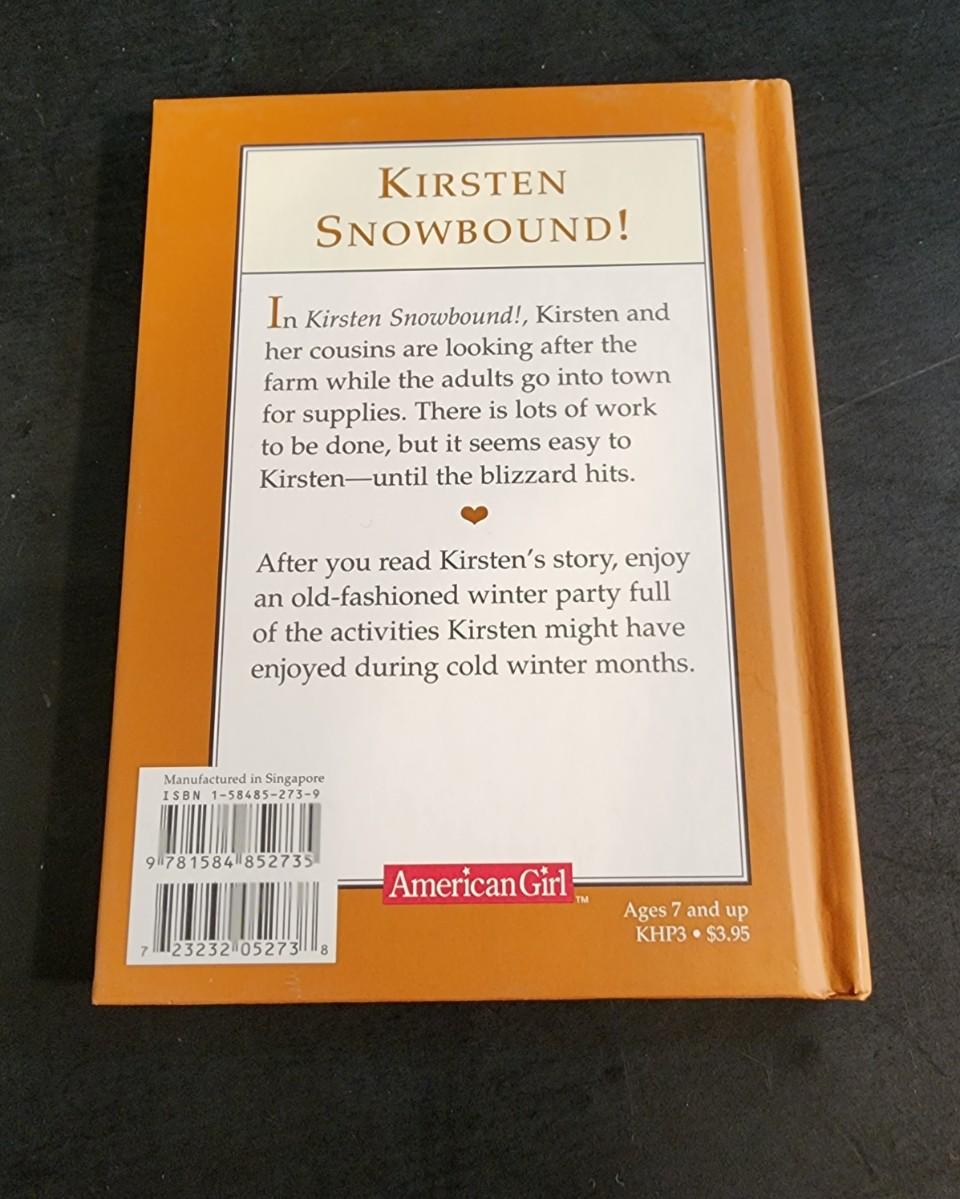 KIRSTEN
SNOWBOUND!
In Kirsten Snowbound!, Kirsten and
her cousins are looking after the
farm while the adults go into town
for supplies. There is lots of work
to be done, but it seems easy to
Kirsten—until the blizzard hits.
After you read Kirsten's story, enjoy
an old-fashioned winter party full
of the activities Kirsten might have
enjoyed during cold winter months.
Manufactured in Singapore
ISBN 1-58485-273-9
9 781584 852735
7 23232 05273 8
American Girl™
Ages 7 and up
KHP3 • $3.95